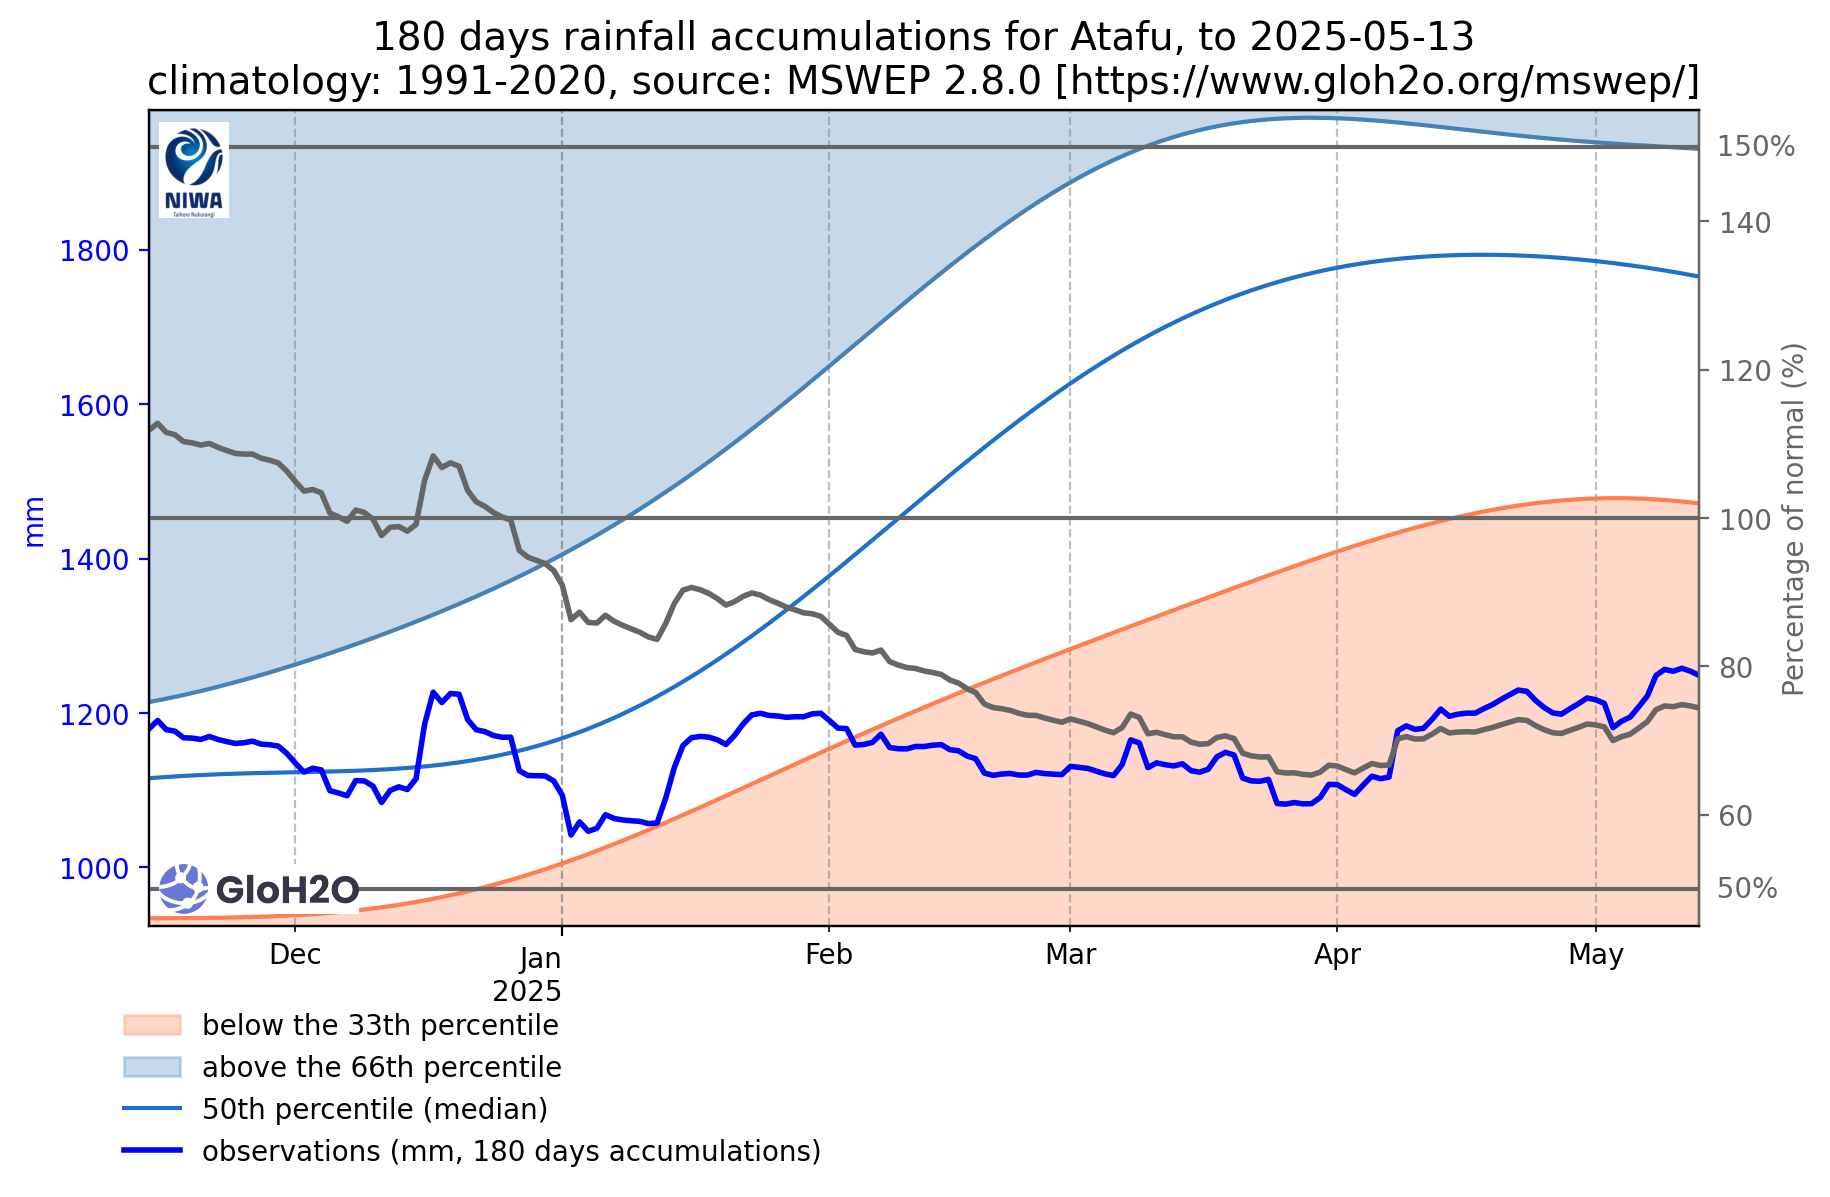 180 days rainfall accumulations for Atafu, to 2025-05-13
climatology: 1991-2020, source: MSWEP 2.8.0 [https://www.gloh2o.org/mswep/]
NIWA
Taihoro Nukurangi
150%
140
1800
120
1600
mm
100
Percentage of normal (%)
1400
80
1200
60
1000
GloH2O
50%
Dec
Jan
2025
Feb
Mar
Apr
May
below the 33th percentile
above the 66th percentile
50th percentile (median)
observations (mm, 180 days accumulations)